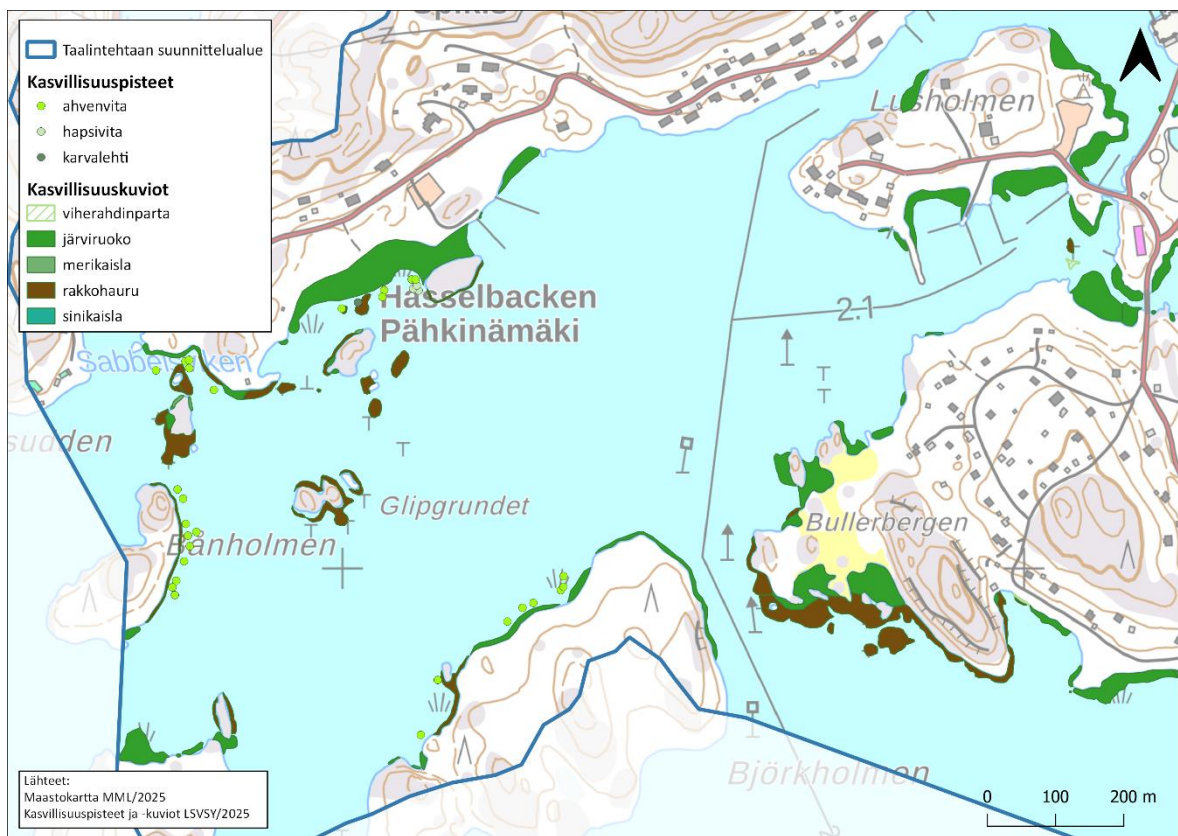 Taalintehtaan suunnittelualue
Kasvillisuuspisteet
ahvenvita
hapsivita
karvalehti
Kasvillisuuskuviot
viherahdinparta
järviruoko
merikaisla
rakkohauru
sinikaisla
Lusholmen
Hasselbacken
Pähkinämäki
2.1
Glipgrundet
Bånholmen
Bullerbergen
Björkholmen
Lähteet:
Maastokartta MML/2025
Kasvillisuuspisteet ja -kuviot LSVSY/2025
0 100 200 m